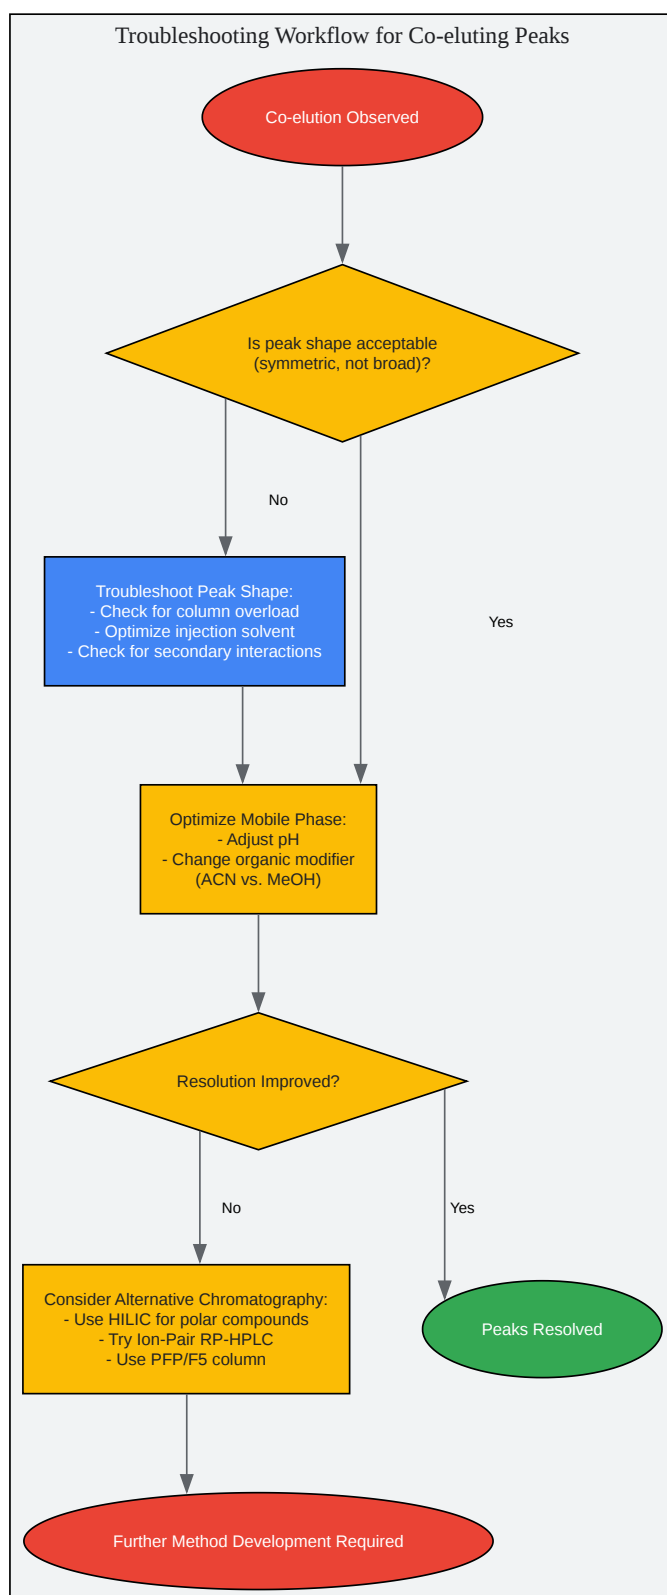 Troubleshooting Workflow for Co-eluting Peaks
Co-elution Observed
Is peak shape acceptable
(symmetric, not broad)?
No
Troubleshoot Peak Shape:
- Check for column overload
- Optimize injection solvent
- Check for secondary interactions
Yes
Optimize Mobile Phase:
- Adjust pH
- Change organic modifier
(ACN vs. MeOH)
Resolution Improved?
No
Yes
Consider Alternative Chromatography:
- Use HILIC for polar compounds
- Try Ion-Pair RP-HPLC
- Use PFP/F5 column
Peaks Resolved
Further Method Development Required